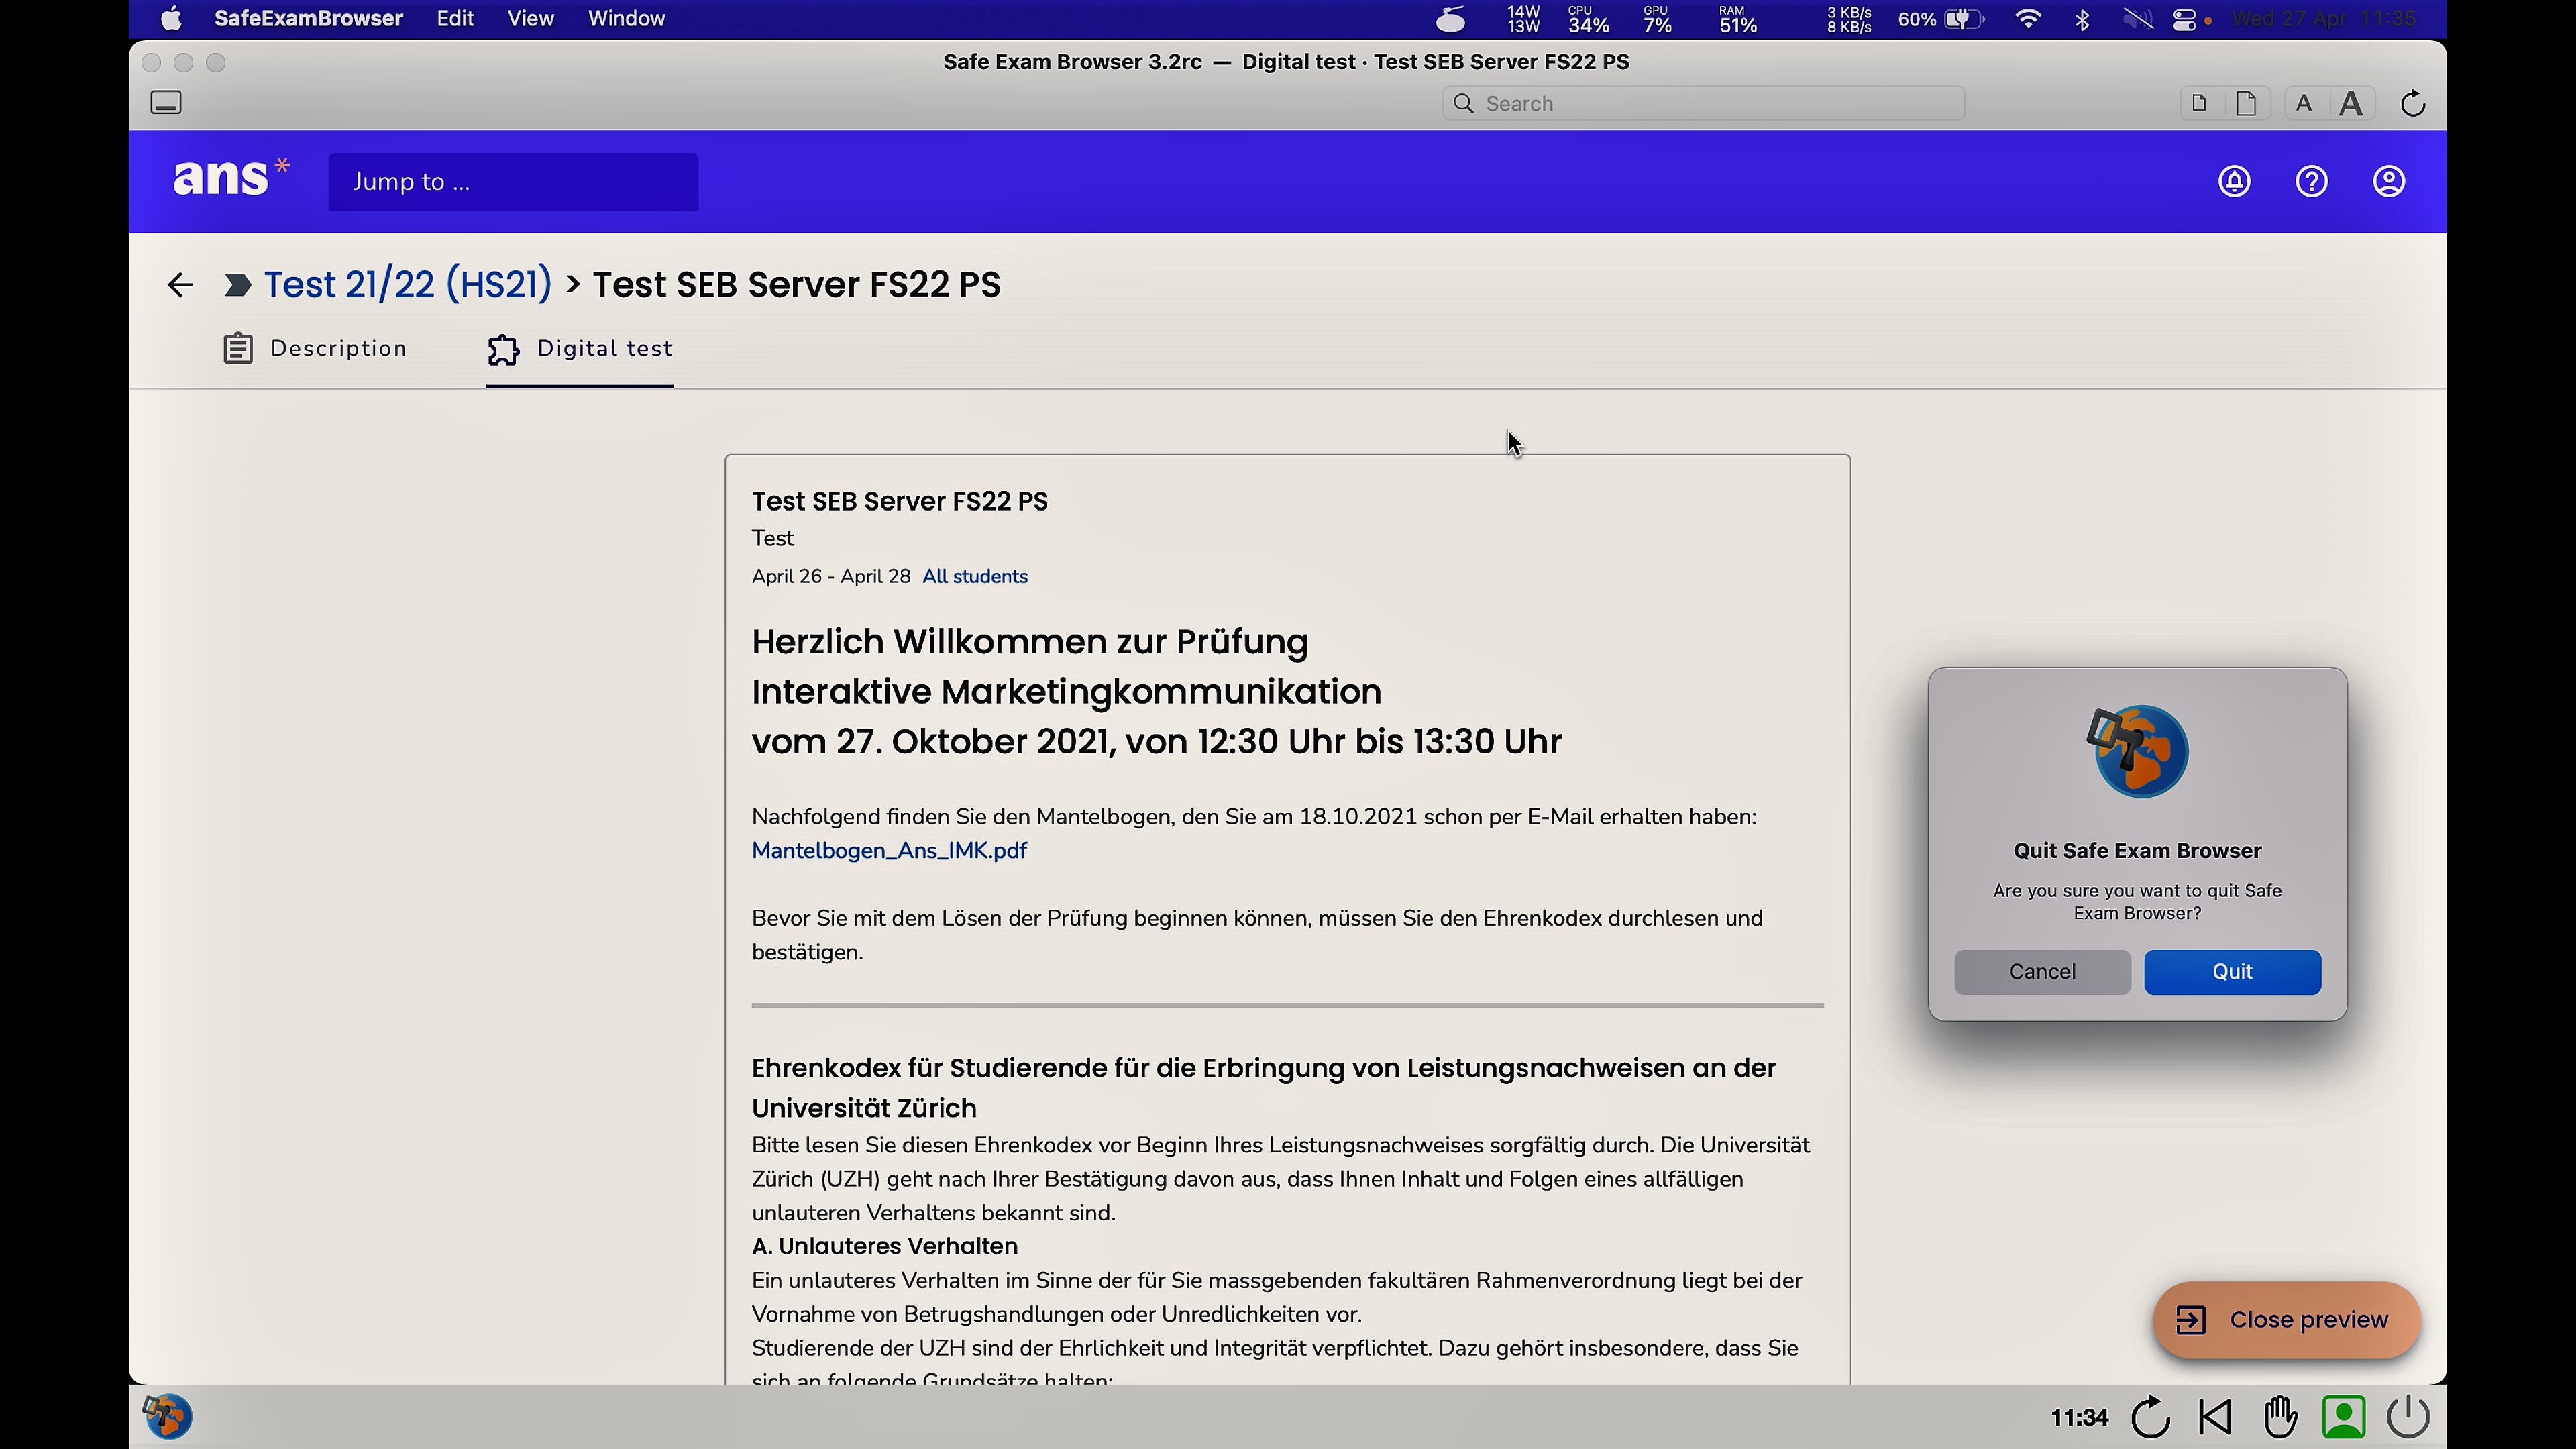 SafeExamBrowser Edit View Window 14W 13W CPU 34% GPU 7% RAM 51% 3 KB/s 8 KB/s 60% Wed 27 Apr 11:35
Safe Exam Browser 3.2rc — Digital test · Test SEB Server FS22 PS
Search A A
ans* Jump to ...
Test 21/22 (HS21) > Test SEB Server FS22 PS
Description Digital test
Test SEB Server FS22 PS
Test
April 26 - April 28 All students
Herzlich Willkommen zur Prüfung
Interaktive Marketingkommunikation
vom 27. Oktober 2021, von 12:30 Uhr bis 13:30 Uhr
Nachfolgend finden Sie den Mantelbogen, den Sie am 18.10.2021 schon per E-Mail erhalten haben:
Mantelbogen_Ans_IMK.pdf
Bevor Sie mit dem Lösen der Prüfung beginnen können, müssen Sie den Ehrenkodex durchlesen und
bestätigen.
Ehrenkodex für Studierende für die Erbringung von Leistungsnachweisen an der
Universität Zürich
Bitte lesen Sie diesen Ehrenkodex vor Beginn Ihres Leistungsnachweises sorgfältig durch. Die Universität
Zürich (UZH) geht nach Ihrer Bestätigung davon aus, dass Ihnen Inhalt und Folgen eines allfälligen
unlauteren Verhaltens bekannt sind.
A. Unlauteres Verhalten
Ein unlauteres Verhalten im Sinne der für Sie massgebenden fakultären Rahmenverordnung liegt bei der
Vornahme von Betrugshandlungen oder Unredlichkeiten vor.
Studierende der UZH sind der Ehrlichkeit und Integrität verpflichtet. Dazu gehört insbesondere, dass Sie
sich an folgende Grundsätze halten:
Quit Safe Exam Browser
Are you sure you want to quit Safe
Exam Browser?
Cancel Quit
Close preview
11:34